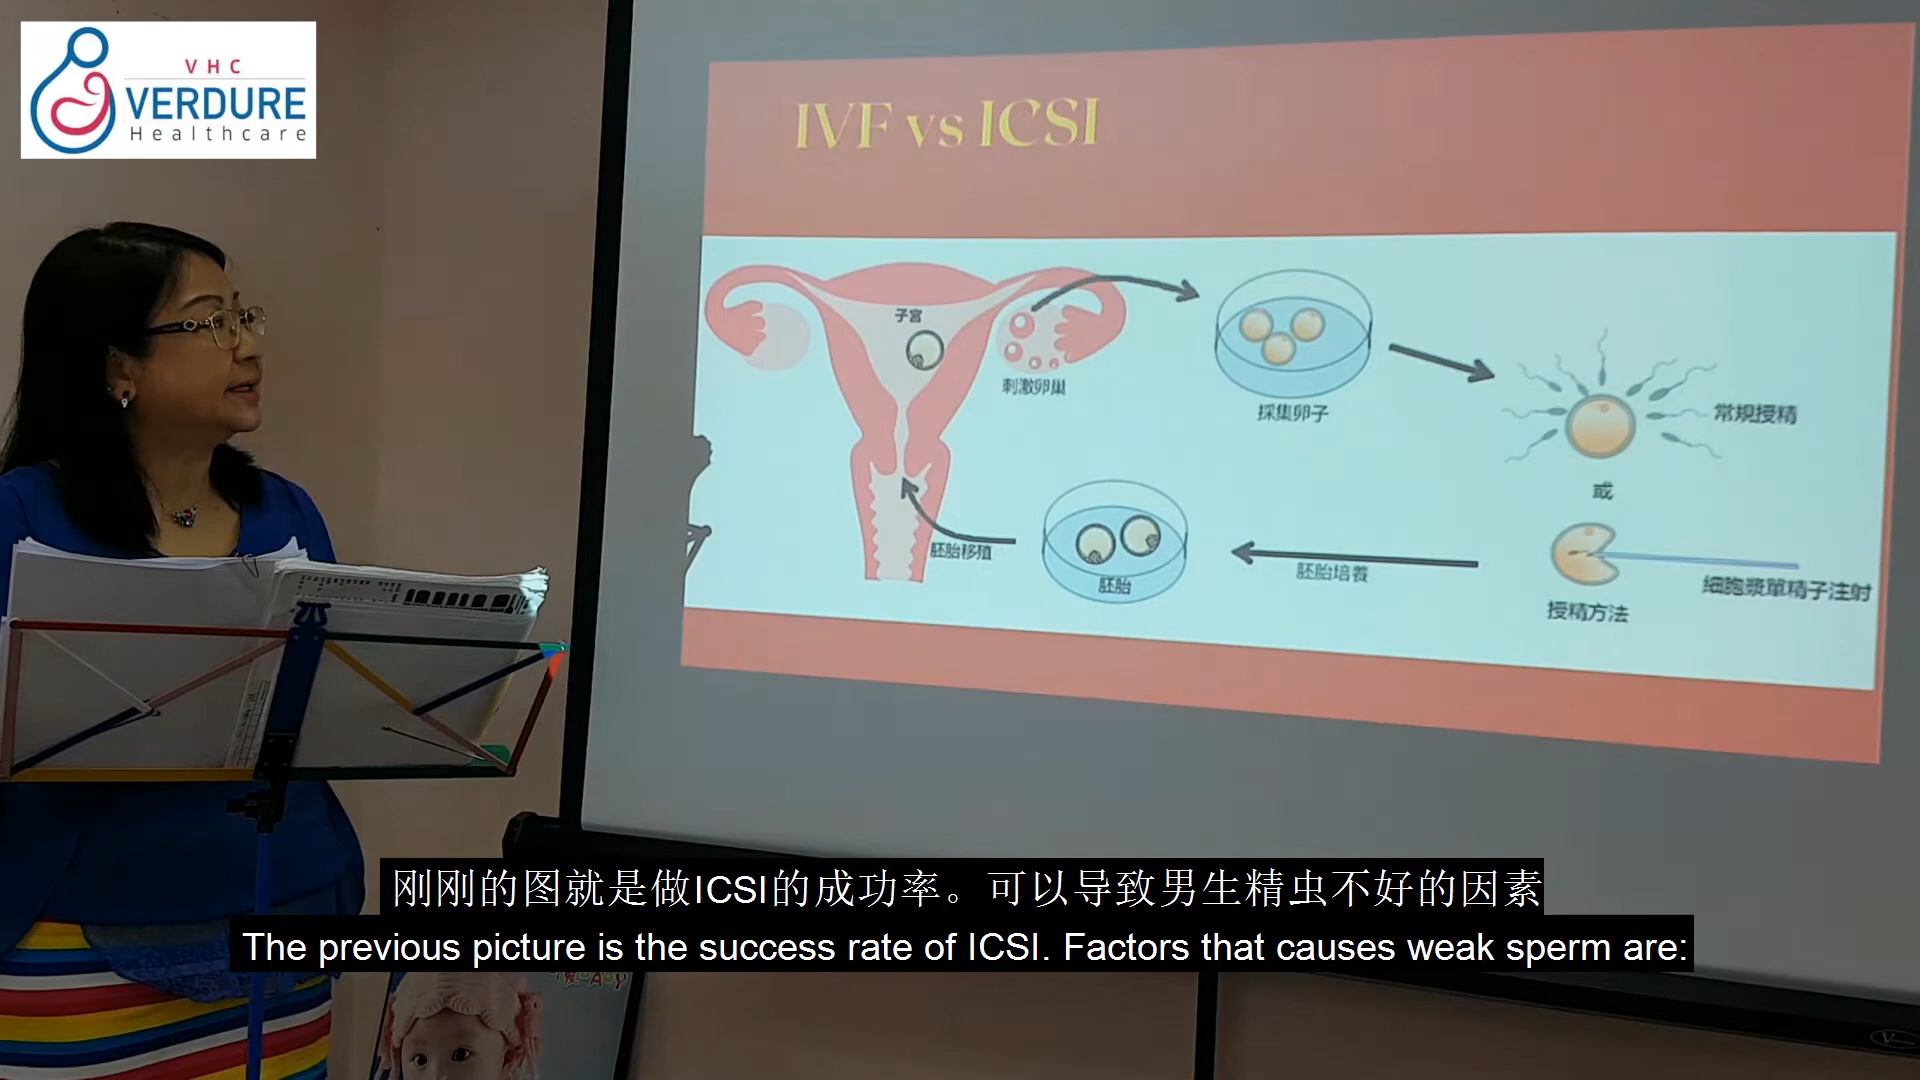 VHC
VERDURE
Healthcare
IVF vs ICSI
子宮
刺激卵巢
採集卵子
常規授精
或
細胞漿單精子注射
授精方法
胚胎培養
胚胎
胚胎移殖
刚刚的图就是做ICSI的成功率。可以导致男生精虫不好的因素
The previous picture is the success rate of ICSI. Factors that causes weak sperm are: